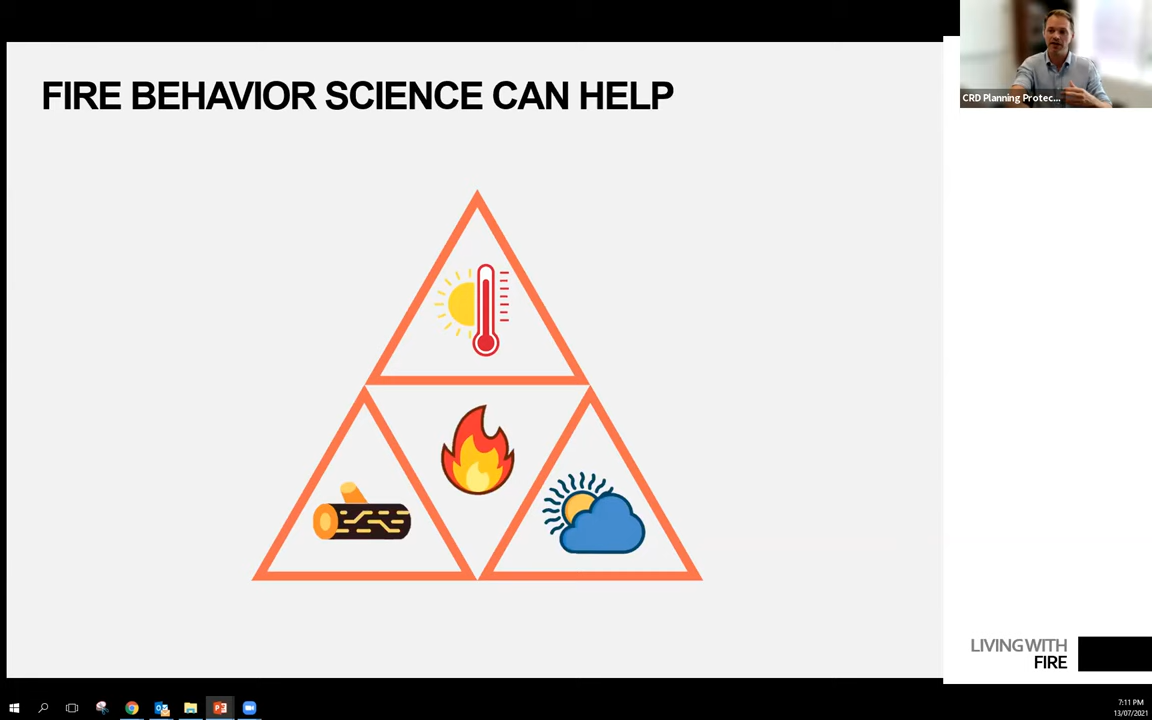 FIRE BEHAVIOR SCIENCE CAN HELP
CRD Planning Protec...
LIVING WITH
FIRE
7:11 PM
13/07/2021